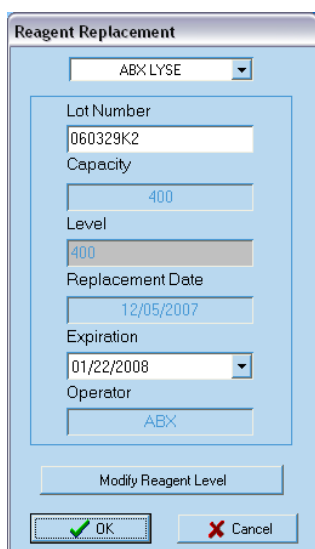 Reagent Replacement
ABX LYSE
Lot Number
060329K2
Capacity
400
Level
400
Replacement Date
12/05/2007
Expiration
01/22/2008
Operator
ABX
Modify Reagent Level
OK
Cancel